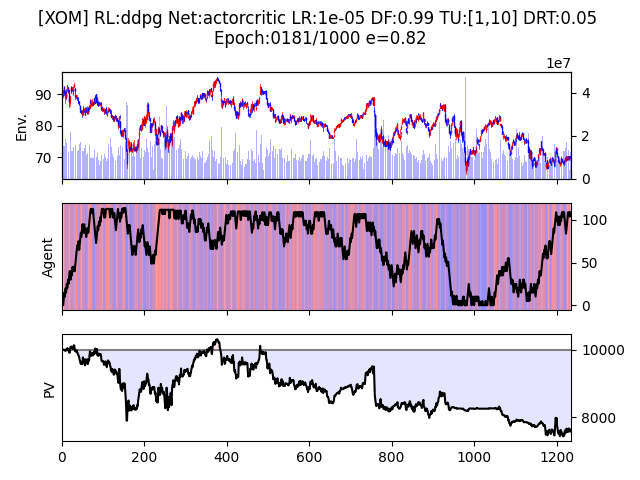 [XOM] RL:ddpg Net:actorcritic LR:1e-05 DF:0.99 TU:[1,10] DRT:0.05
Epoch:0181/1000 e=0.82
1e7
Env.
90
80
70
4
2
0
Agent
100
50
0
PV
10000
8000
0 200 400 600 800 1000 1200